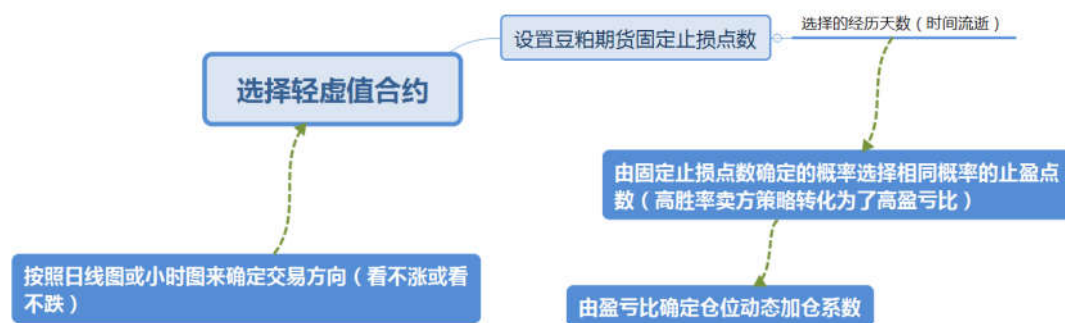 设置豆粕期货固定止损点数
选择的经历天数（时间流逝）
选择轻虚值合约
由固定止损点数确定的概率选择相同概率的止盈点
数（高胜率卖方策略转化为了高盈亏比）
按照日线图或小时图来确定交易方向（看不涨或看
不跌）
由盈亏比确定仓位动态加仓系数